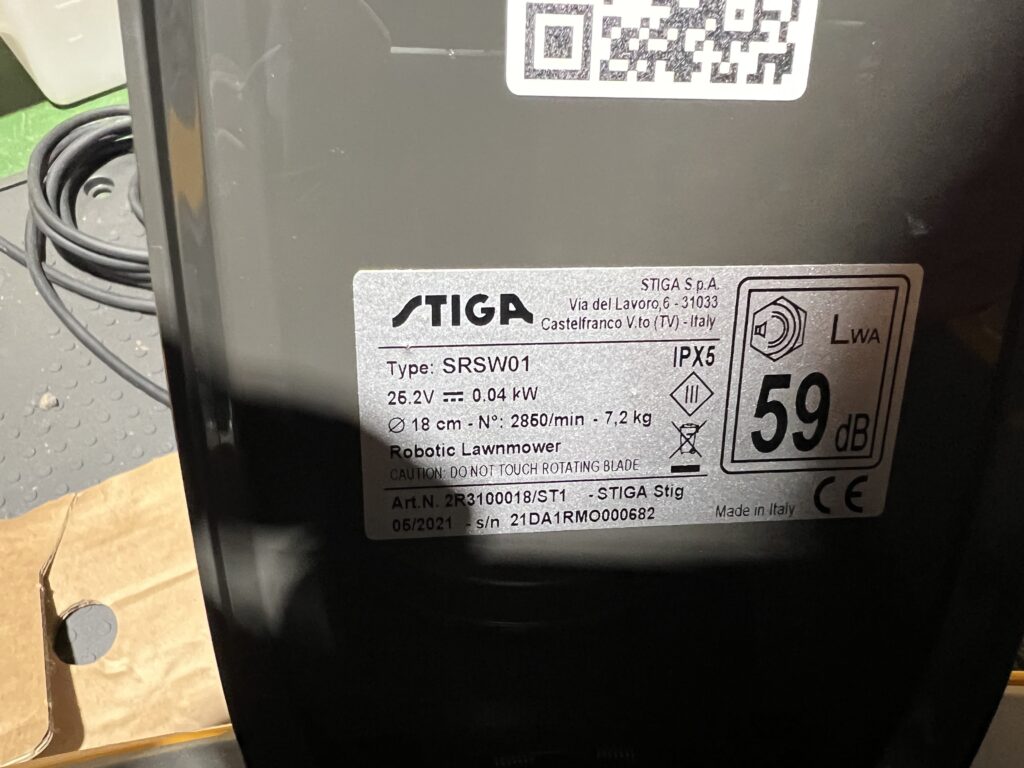 STIGA
STIGA S.p.A.
Via del Lavoro,6 - 31033
Castelfranco V.to (TV) - Italy
Type: SRSW01
IPX5
25.2V ⎓ 0.04 kW
III
∅ 18 cm - N°: 2850/min - 7,2 kg
Robotic Lawnmower
CAUTION: DO NOT TOUCH ROTATING BLADE
Art.N. 2R3100018/ST1 - STIGA Stig
05/2021 - s/n 21DA1RMO000682
Made in Italy
CE
LWA
59 dB